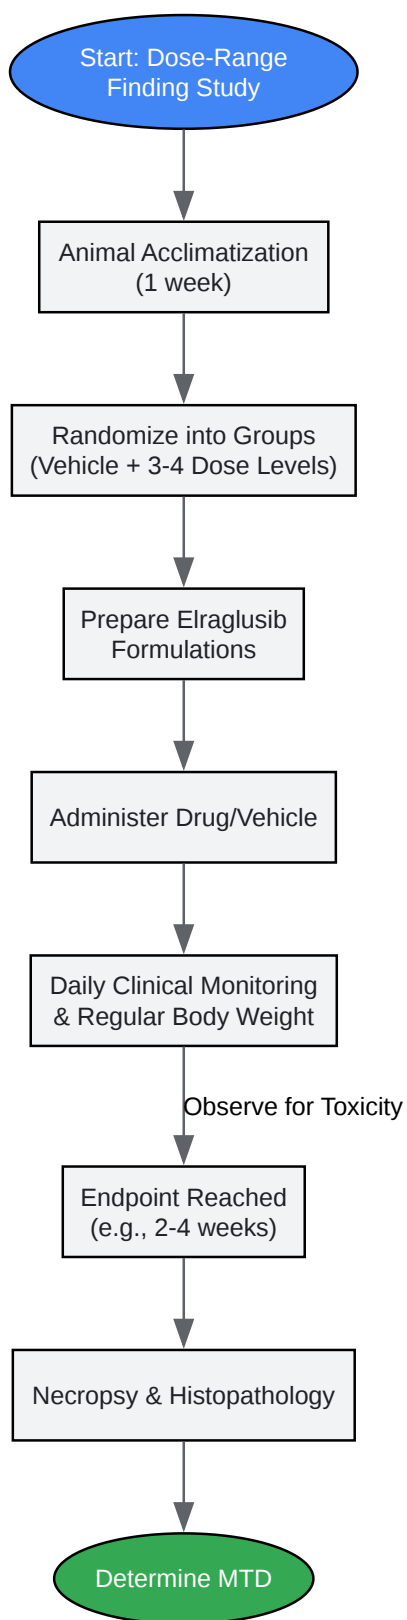 Start: Dose-Range
Finding Study
Animal Acclimatization
(1 week)
Randomize into Groups
(Vehicle + 3-4 Dose Levels)
Prepare Elraglusib
Formulations
Administer Drug/Vehicle
Daily Clinical Monitoring
& Regular Body Weight
Observe for Toxicity
Endpoint Reached
(e.g., 2-4 weeks)
Necropsy & Histopathology
Determine MTD